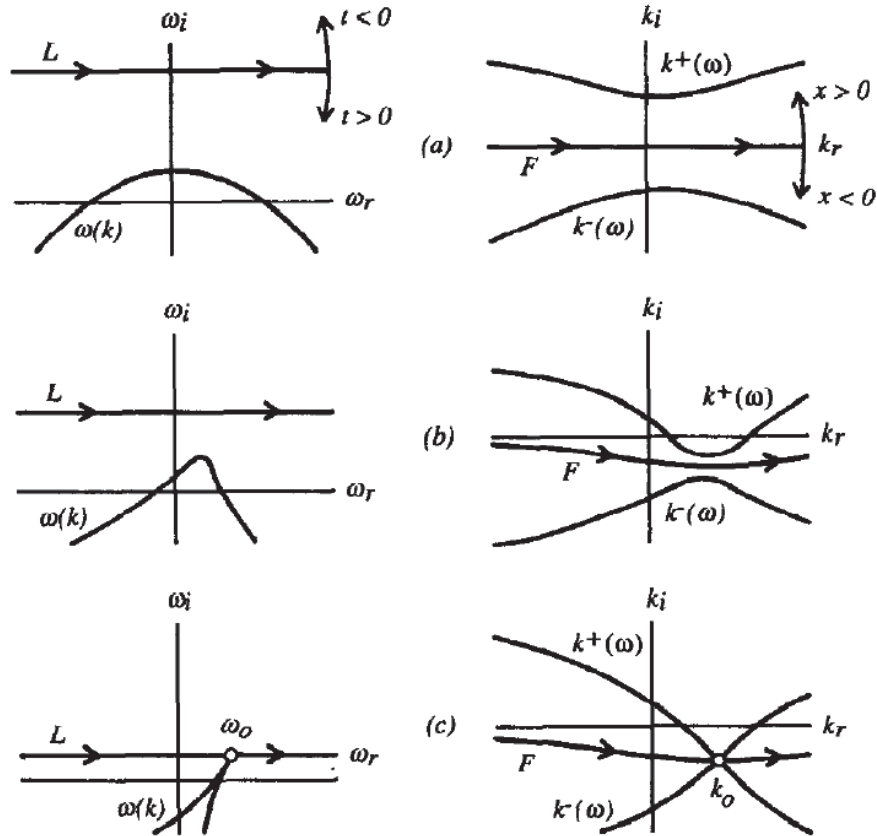 ωi
t < 0
L
t > 0
ωr
ω(k)
(a)
ki
k+(ω)
x > 0
kr
F
x < 0
k-(ω)
ωi
L
ωr
ω(k)
(b)
ki
k+(ω)
kr
F
k-(ω)
ωi
ωo
L
ωr
ω(k)
(c)
ki
k+(ω)
kr
F
ko
k-(ω)